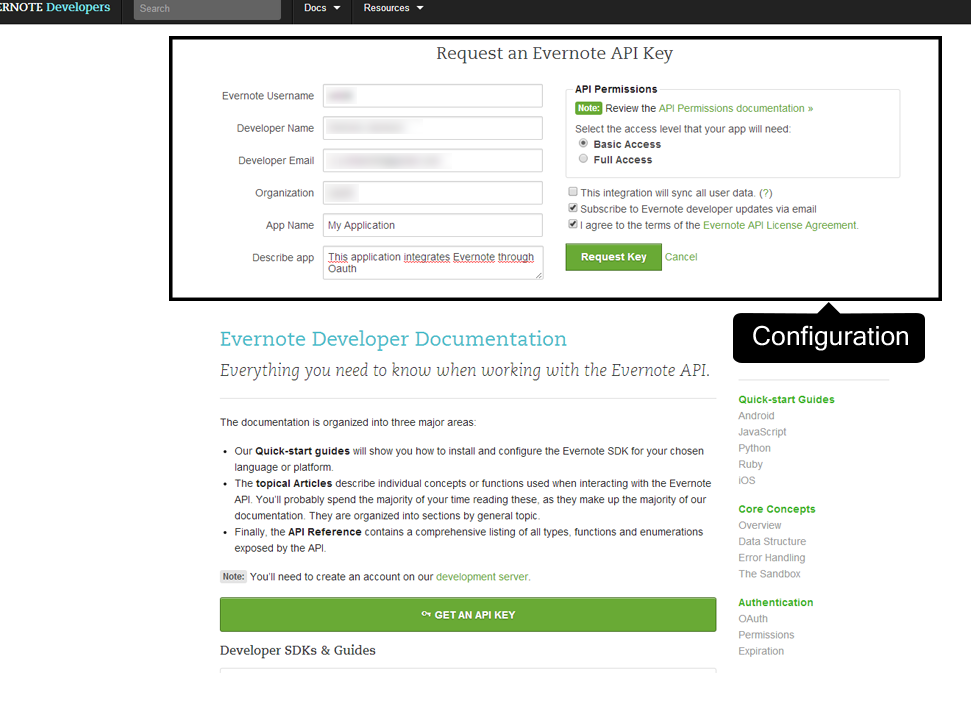 ERNOTE Developers
Search
Docs
Resources
Request an Evernote API Key
Evernote Username
Developer Name
Developer Email
Organization
App Name
My Application
Describe app
This application integrates Evernote through
Oauth
API Permissions
Note: Review the API Permissions documentation »
Select the access level that your app will need:
Basic Access
Full Access
This integration will sync all user data. (?)
Subscribe to Evernote developer updates via email
I agree to the terms of the Evernote API License Agreement.
Request Key Cancel
Configuration
Evernote Developer Documentation
Everything you need to know when working with the Evernote API.
The documentation is organized into three major areas:
• Our Quick-start guides will show you how to install and configure the Evernote SDK for your chosen
language or platform.
• The topical Articles describe individual concepts or functions used when interacting with the Evernote
API. You'll probably spend the majority of your time reading these, as they make up the majority of our
documentation. They are organized into sections by general topic.
• Finally, the API Reference contains a comprehensive listing of all types, functions and enumerations
exposed by the API.
Note: You'll need to create an account on our development server.
GET AN API KEY
Developer SDKs & Guides
Quick-start Guides
Android
JavaScript
Python
Ruby
iOS
Core Concepts
Overview
Data Structure
Error Handling
The Sandbox
Authentication
OAuth
Permissions
Expiration